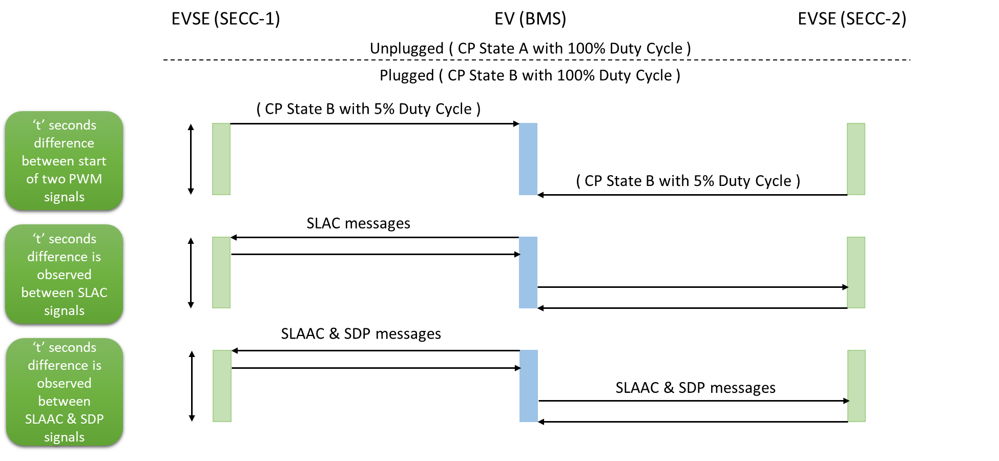 EVSE (SECC-1)
EV (BMS)
EVSE (SECC-2)
Unplugged ( CP State A with 100% Duty Cycle )
Plugged ( CP State B with 100% Duty Cycle )
‘t’ seconds
difference
between start
of two PWM
signals
( CP State B with 5% Duty Cycle )
( CP State B with 5% Duty Cycle )
‘t’ seconds
difference is
observed
between SLAC
signals
SLAC messages
‘t’ seconds
difference is
observed
between
SLAAC & SDP
signals
SLAAC & SDP messages
SLAAC & SDP messages